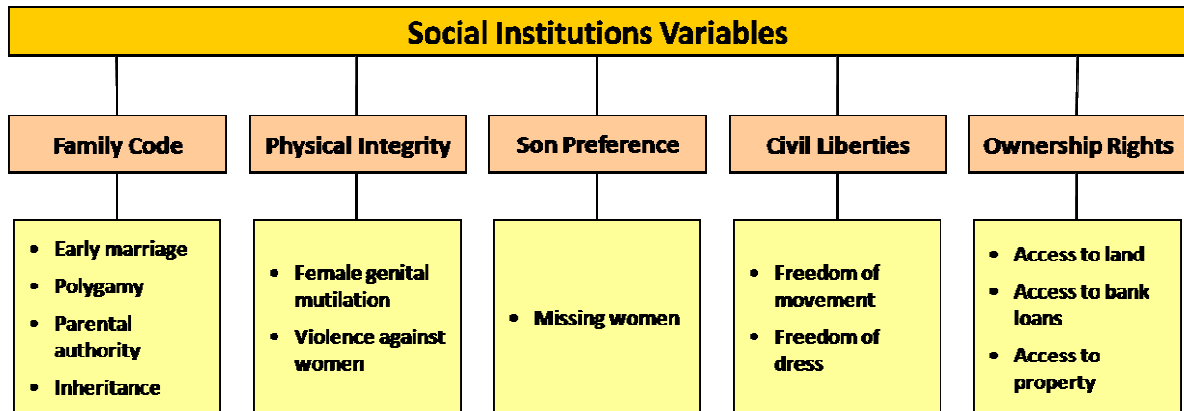 Social Institutions Variables
Family Code
Physical Integrity
Son Preference
Civil Liberties
Ownership Rights
• Early marriage
• Polygamy
• Parental
authority
• Inheritance
• Female genital
mutilation
• Violence against
women
• Missing women
• Freedom of
movement
• Freedom of
dress
• Access to land
• Access to bank
loans
• Access to
property